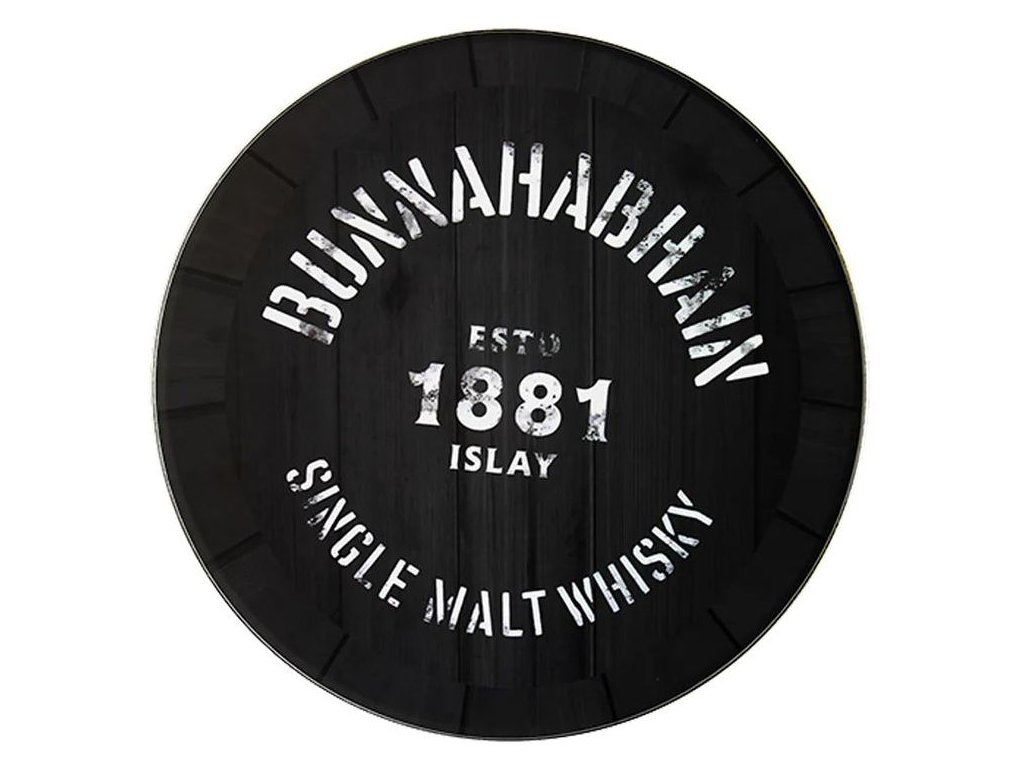 BUNNAHABHAIN
ESTD
1881
ISLAY
SINGLE MALT WHISKY